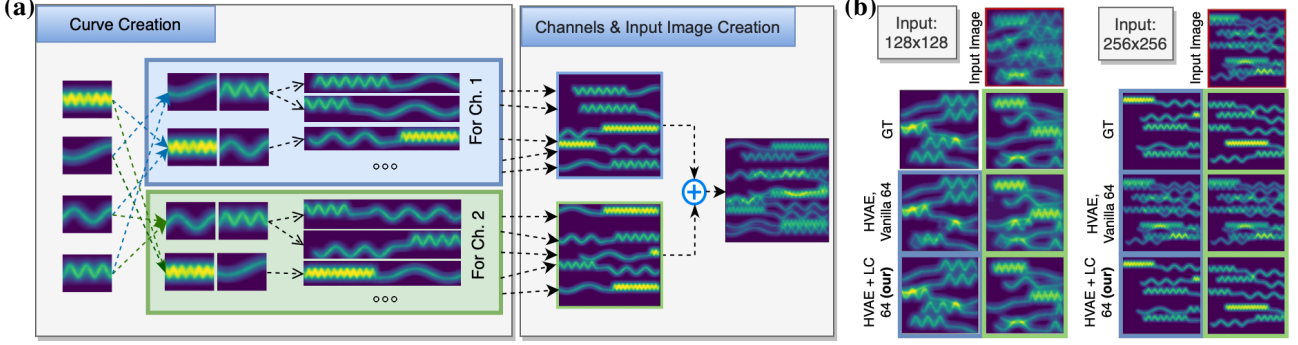 (a)
Curve Creation
For Ch. 1
For Ch. 2
Channels & Input Image Creation
(b)
Input:
128x128
Input Image
GT
HVAE,
Vanilla 64
HVAE + LC
64 (our)
Input:
256x256
Input Image
GT
HVAE,
Vanilla 64
HVAE + LC
64 (our)